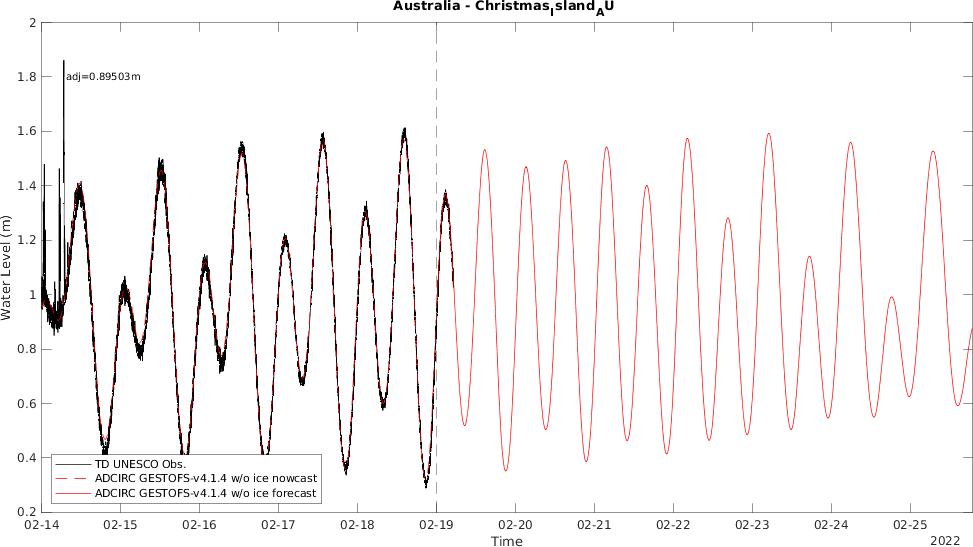 Australia - ChristmasIslandAU
2
1.8
1.6
1.4
1.2
1
0.8
0.6
0.4
0.2
Water Level (m)
adj=0.89503m
TD UNESCO Obs.
ADCIRC GESTOFS-v4.1.4 w/o ice nowcast
ADCIRC GESTOFS-v4.1.4 w/o ice forecast
02-14 02-15 02-16 02-17 02-18 02-19 02-20 02-21 02-22 02-23 02-24 02-25
Time
2022